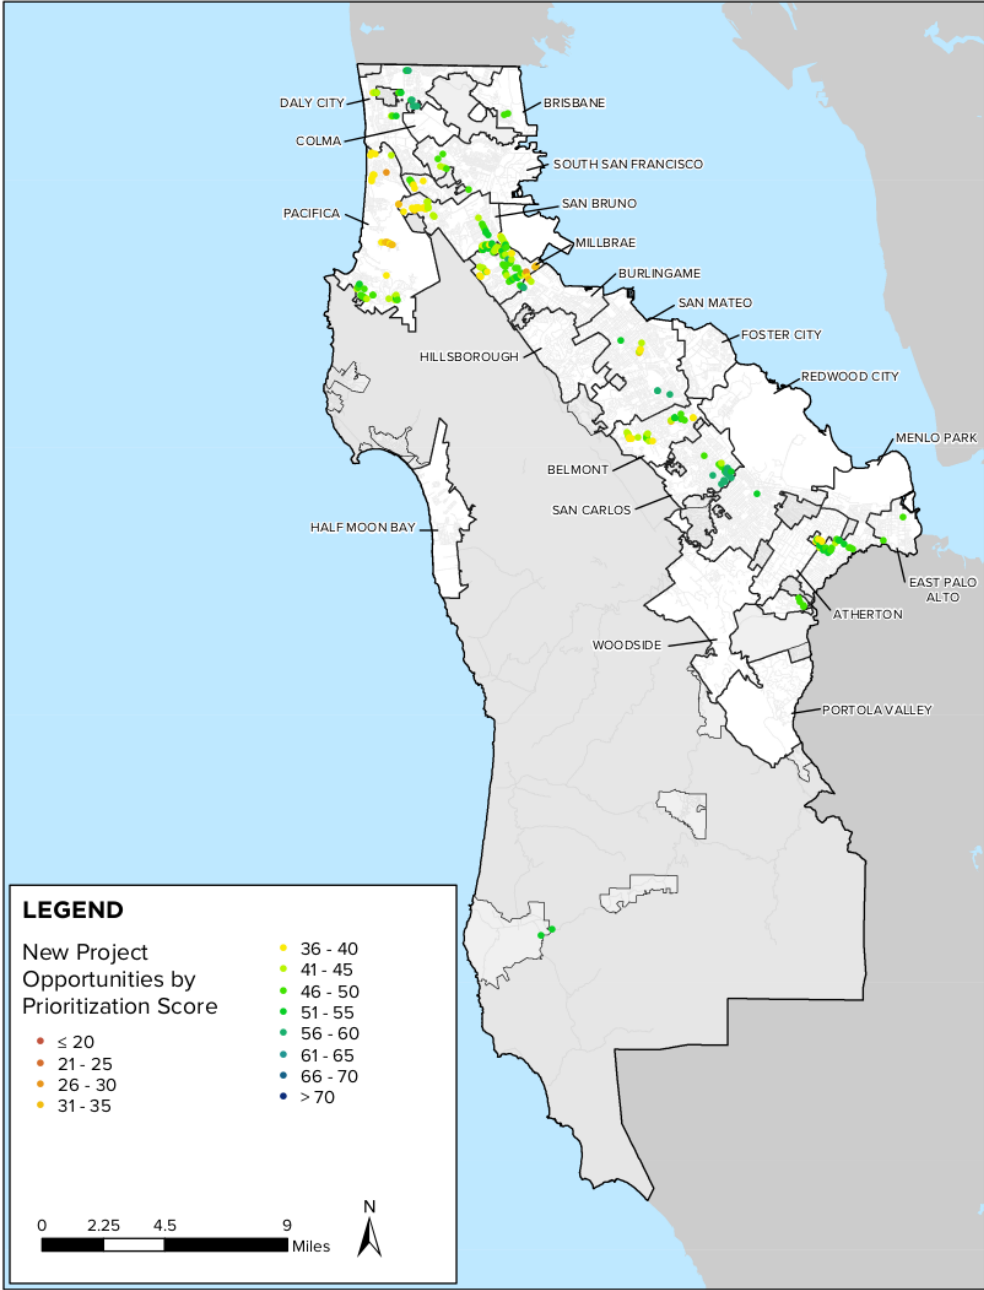 DALY CITY
BRISBANE
COLMA
SOUTH SAN FRANCISCO
SAN BRUNO
PACIFICA
MILLBRAE
BURLINGAME
SAN MATEO
FOSTER CITY
HILLSBOROUGH
REDWOOD CITY
MENLO PARK
BELMONT
SAN CARLOS
HALF MOON BAY
EAST PALO
ALTO
ATHERTON
WOODSIDE
PORTOLA VALLEY
LEGEND
New Project
Opportunities by
Prioritization Score
≤ 20
21 - 25
26 - 30
31 - 35
36 - 40
41 - 45
46 - 50
51 - 55
56 - 60
61 - 65
66 - 70
> 70
0 2.25 4.5 9
Miles
N